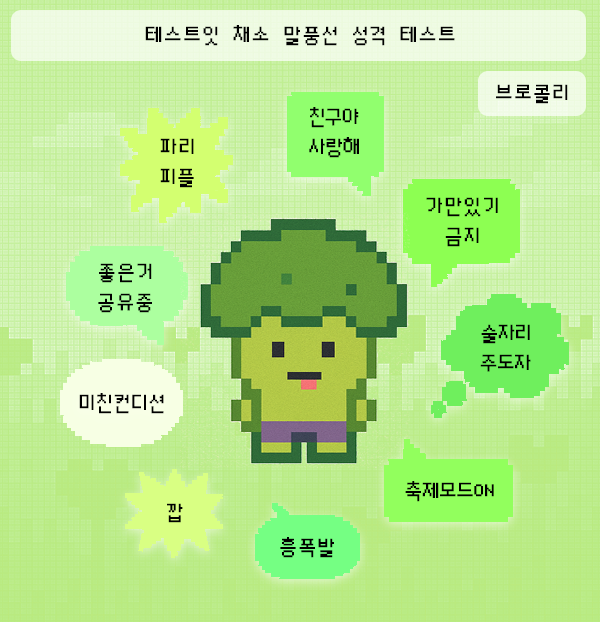 테스트잇 채소 말풍선 성격 테스트
브로콜리
친구야
사랑해
파리
피플
가만있기
금지
좋은거
공유중
술자리
주도자
미친컨디션
축제모드ON
깝
흥폭발